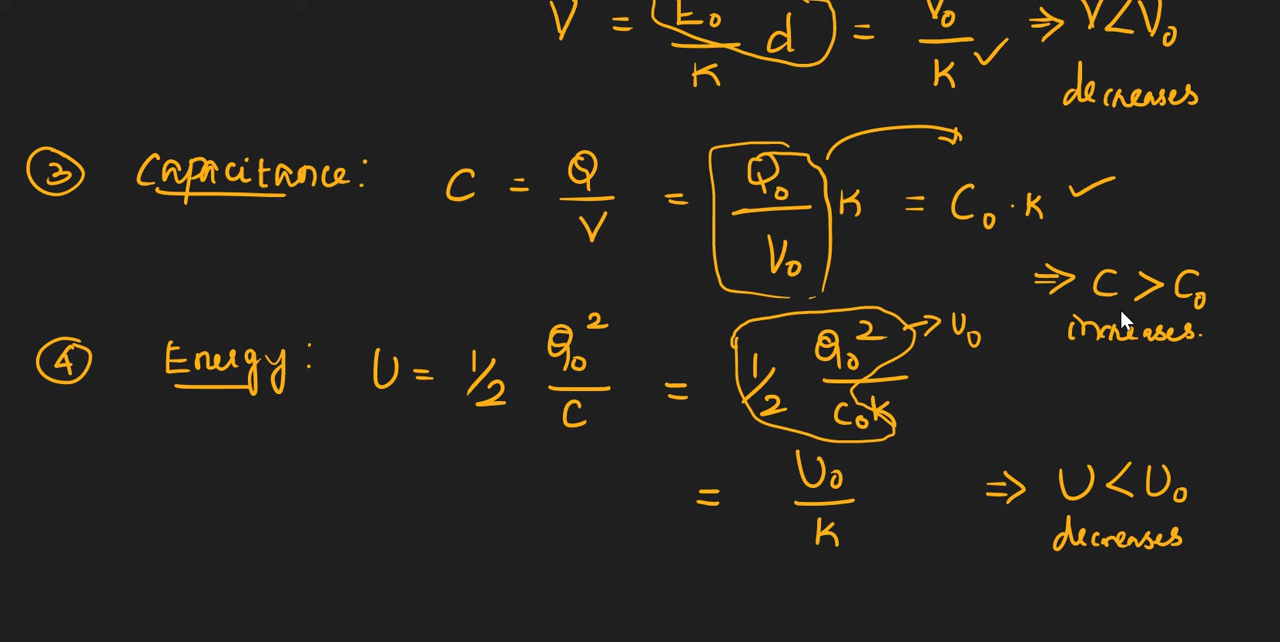 V = E₀/K d = V₀/K ✓ ⇒ V < V₀
decreases
③ Capacitance: C = Q/V = Q₀/V₀ K = C₀ · K ✓
⇒ C > C₀
increases.
④ Energy: U = 1/2 Q₀²/C = 1/2 Q₀²/C₀K → U₀
= U₀/K ⇒ U < U₀
decreases